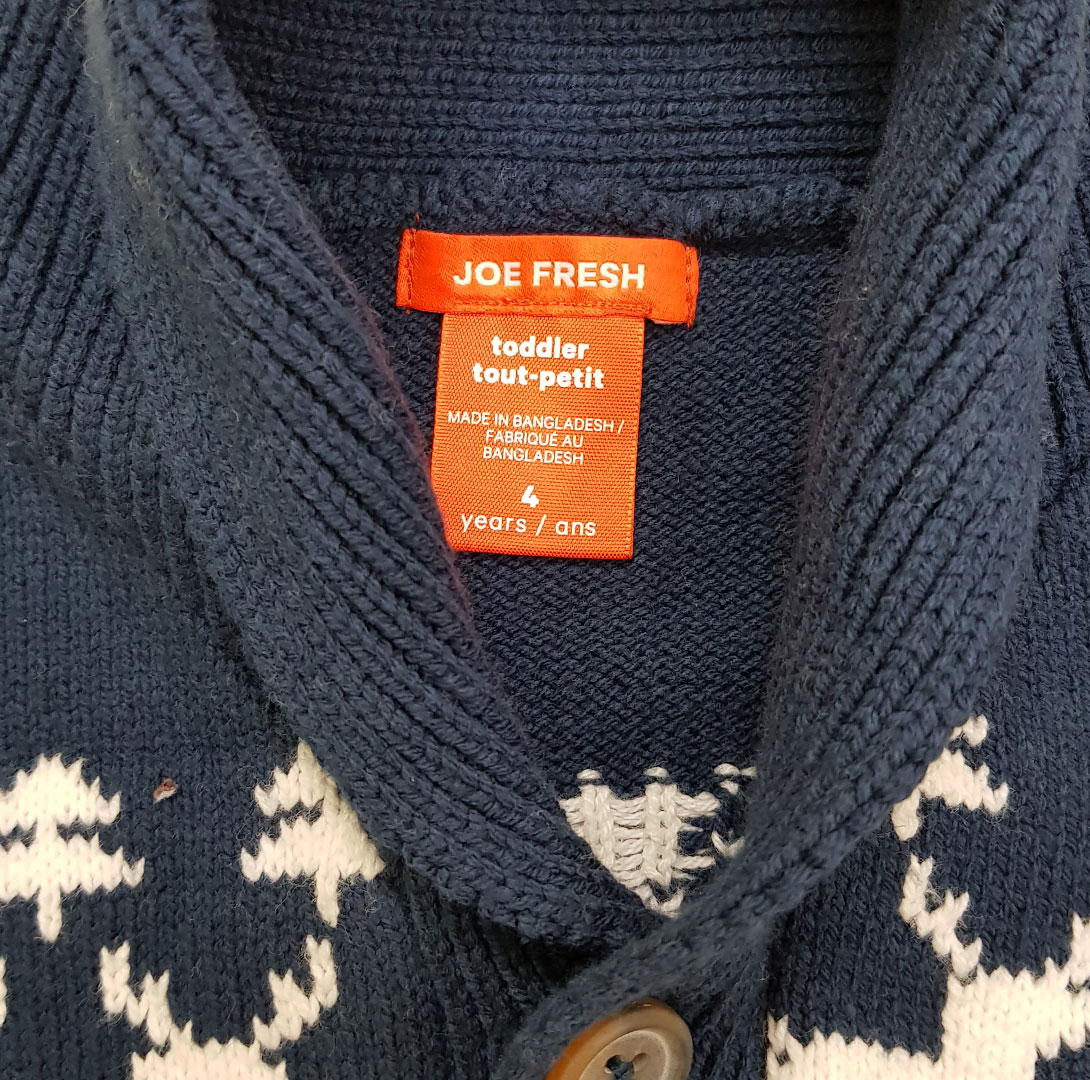 JOE FRESH
toddler
tout-petit
MADE IN BANGLADESH /
FABRIQUÉ AU
BANGLADESH
4
years / ans